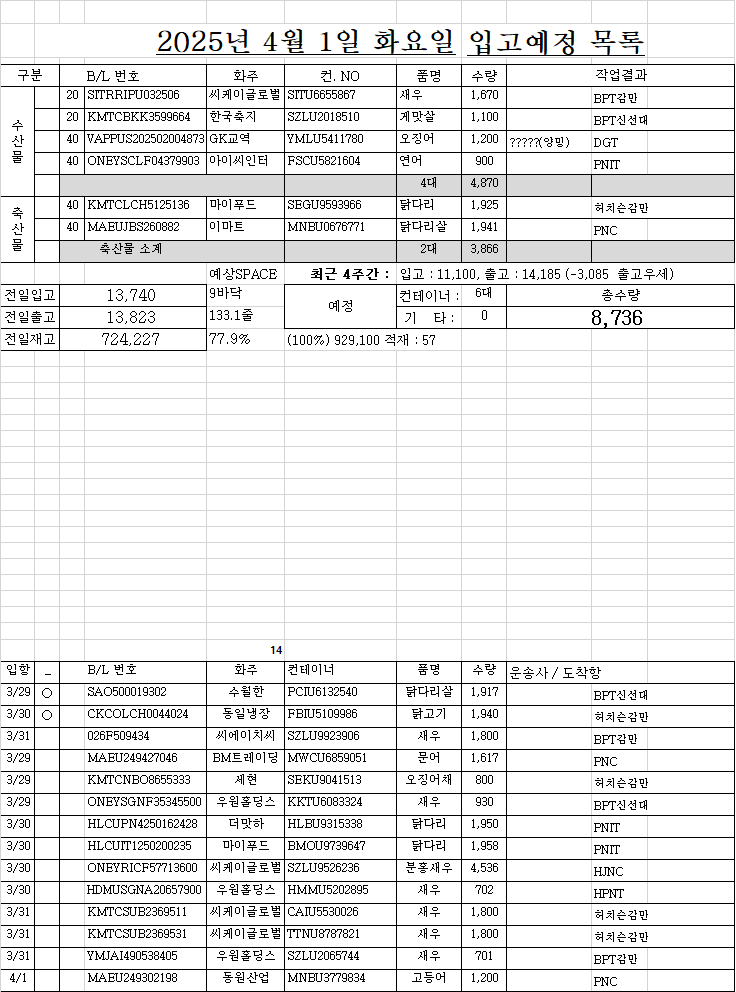 2025년 4월 1일 화요일 입고예정 목록
구분 B/L 번호 화주 컨. NO 품명 수량 작업결과
수산물
20 SITRRIPU032506 씨케이글로벌 SITU6655867 새우 1,670 BPT감만
20 KMTCBKK3599664 한국축지 SZLU2018510 게맛살 1,100 BPT신선대
40 VAPPUS202502004873 GK교역 YMLU5411780 오징어 1,200 ?????(양밍) DGT
40 ONEYSCLF04379903 아이씨인터 FSCU5821604 연어 900 PNIT
4대 4,870
축산물
40 KMTCLCH5125136 마이푸드 SEGU9593966 닭다리 1,925 허치슨감만
40 MAEUJBS260882 이마트 MNBU0676771 닭다리살 1,941 PNC
축산물 소계 2대 3,866
예상SPACE 최근 4주간 : 입고 : 11,100, 출고 : 14,185 (-3,085 출고우세)
전일입고 13,740 9바닥 예정 컨테이너 : 6대 총수량
전일출고 13,823 133.1줄 기 타 : 0 8,736
전일재고 724,227 77.9% (100%) 929,100 적재 : 57
14
입항 _ B/L 번호 화주 컨테이너 품명 수량 운송사 / 도착항
3/29 ○ SAO500019302 수월한 PCIU6132540 닭다리살 1,917 BPT신선대
3/30 ○ CKCOLCH0044024 동일냉장 FBIU5109986 닭고기 1,940 허치슨감만
3/31 026F509434 씨에이치씨 SZLU9923906 새우 1,800 BPT감만
3/29 MAEU249427046 BM트레이딩 MWCU6859051 문어 1,617 PNC
3/29 KMTCNBO8655333 세현 SEKU9041513 오징어채 800 허치슨감만
3/29 ONEYSGNF35345500 우원홀딩스 KKTU6083324 새우 930 BPT신선대
3/30 HLCUPN4250162428 더맛하 HLBU9315338 닭다리 1,950 PNIT
3/30 HLCUIT1250200235 마이푸드 BMOU9739647 닭다리 1,958 PNIT
3/30 ONEYRICF57713600 씨케이글로벌 SZLU9526236 분홍새우 4,536 HJNC
3/30 HDMUSGNA20657900 우원홀딩스 HMMU5202895 새우 702 HPNT
3/31 KMTCSUB2369511 씨케이글로벌 CAIU5530026 새우 1,800 허치슨감만
3/31 KMTCSUB2369531 씨케이글로벌 TTNU8787821 새우 1,800 허치슨감만
3/31 YMJAI490538405 우원홀딩스 SZLU2065744 새우 701 BPT감만
4/1 MAEU249302198 동원산업 MNBU3779834 고등어 1,200 PNC